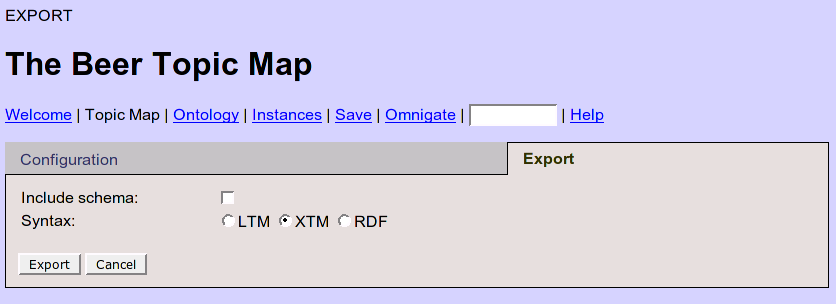 EXPORT
The Beer Topic Map
Welcome | Topic Map | Ontology | Instances | Save | Omnigate | | Help
Configuration Export
Include schema:
Syntax: LTM XTM RDF
Export Cancel